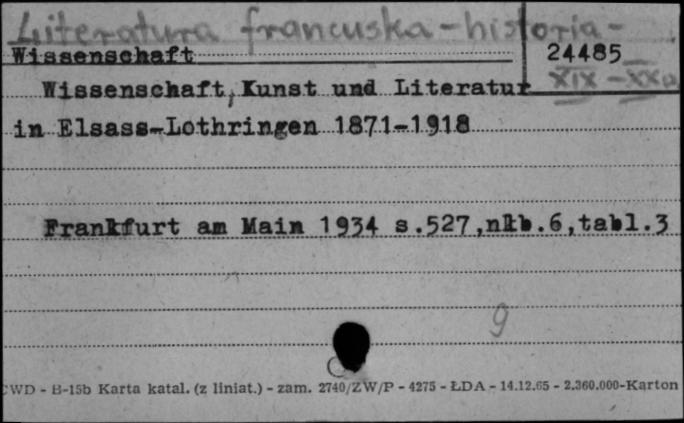 Literatura francuska - historia -
Wissenschaft
24485
XIX - XX w
Wissenschaft, Kunst und Literatur
in Elsass-Lothringen 1871-1918
Frankfurt am Main 1934 s.527,nlb.6,tabl.3
9
CWD - B-15b Karta katal. (z liniat.) - zam. 2740/ZW/P - 4275 - ŁDA - 14.12.65 - 2.360.000-Karton